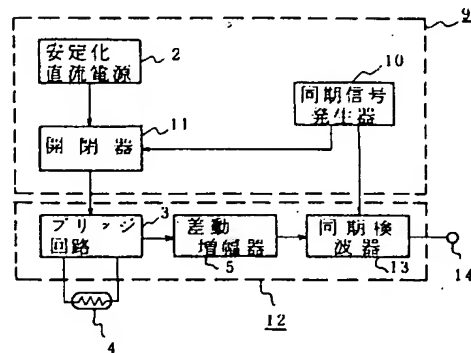 9
安定化
直流電源
2
10
同期信号
発生器
11
開閉器
ブリッジ
回路
3
差動
増幅器
5
同期検
波器
13
14
4
12